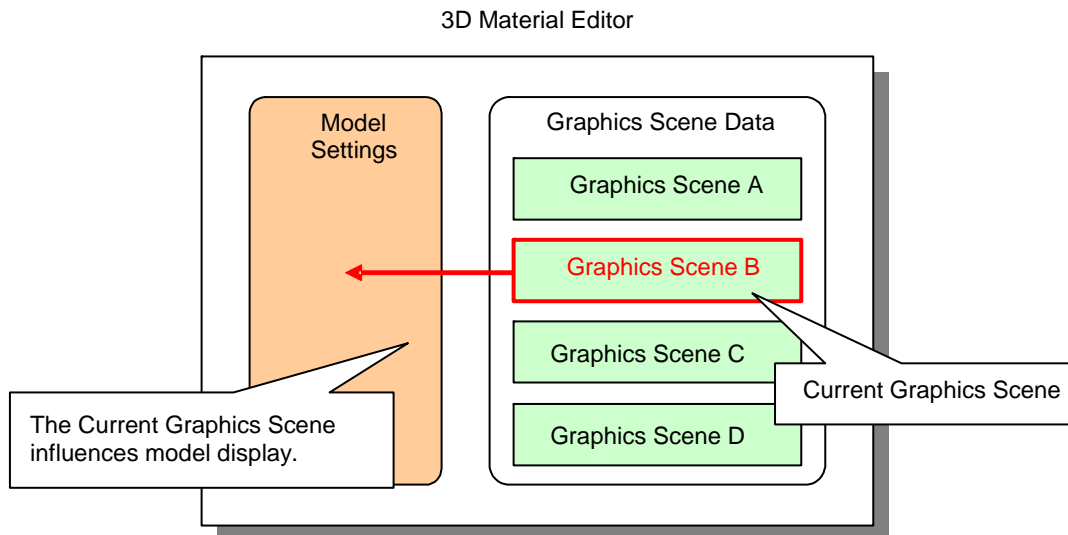 3D Material Editor
Model
Settings
Graphics Scene Data
Graphics Scene A
Graphics Scene B
Graphics Scene C
Graphics Scene D
Current Graphics Scene
The Current Graphics Scene
influences model display.